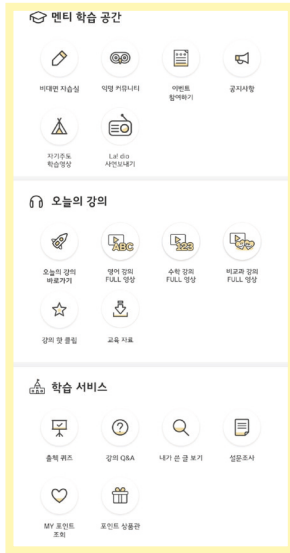 멘티 학습 공간
비대면 자습실
익명 커뮤니티
이벤트
참여하기
공지사항
자기주도
학습영상
La! dio
사연보내기
오늘의 강의
오늘의 강의
바로가기
ABC
영어 강의
FULL 영상
123
수학 강의
FULL 영상
비교과 강의
FULL 영상
강의 핫 클립
교육 자료
학습 서비스
출첵 퀴즈
강의 Q&A
내가 쓴 글 보기
설문조사
MY 포인트
조회
포인트 상품관